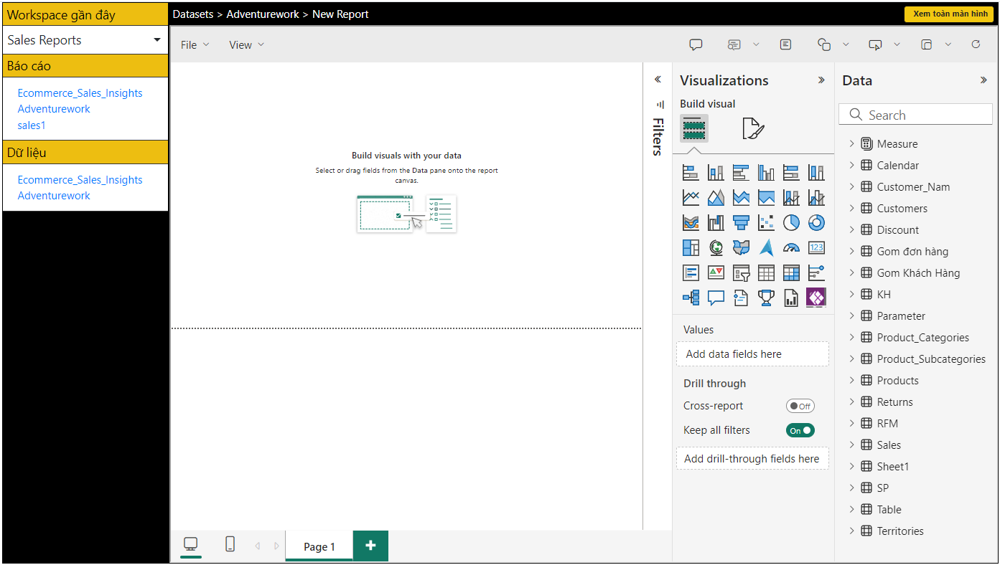 Workspace gần đây
Sales Reports
Báo cáo
Ecommerce_Sales_Insights
Adventurework
sales1
Dữ liệu
Ecommerce_Sales_Insights
Adventurework
Datasets > Adventurework > New Report
Xem toàn màn hình
File
View
Build visuals with your data
Select or drag fields from the Data pane onto the report
canvas.
Filters
Visualizations
Build visual
123
Values
Add data fields here
Drill through
Cross-report
Off
Keep all filters
On
Add drill-through fields here
Data
Search
Measure
Calendar
Customer_Nam
Customers
Discount
Gom đơn hàng
Gom Khách Hàng
KH
Parameter
Product_Categories
Product_Subcategories
Products
Returns
RFM
Sales
Sheet1
SP
Table
Territories
Page 1